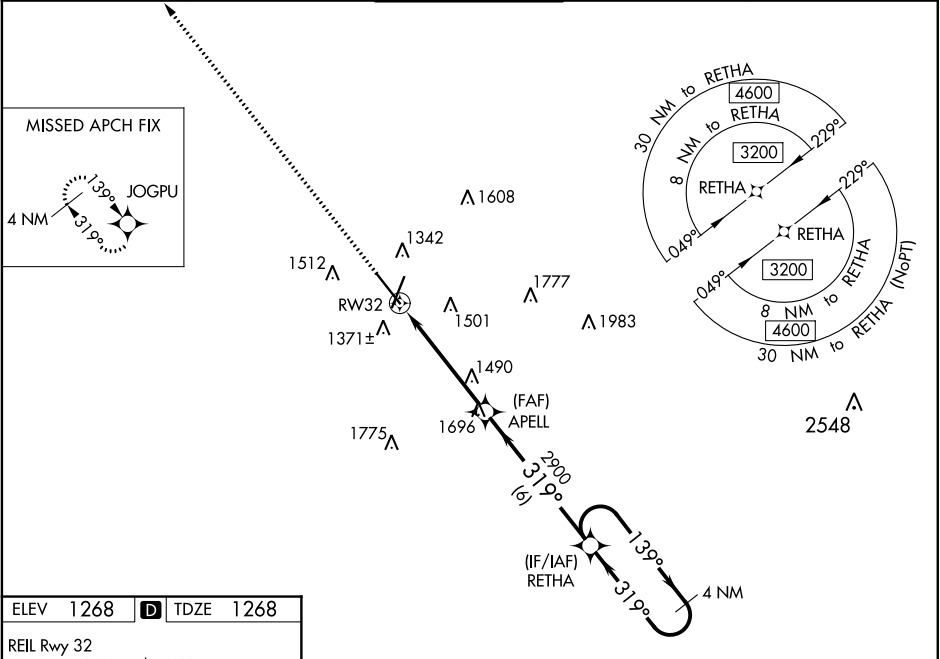 MISSED APCH FIX
JOGPU
139°
319°
4 NM
30 NM to RETHA
4600
8 NM to RETHA
3200
229°
RETHA
049°
229°
RETHA
049°
3200
8 NM to RETHA
4600
30 NM to RETHA (NoPT)
1608
1342
1512
1777
RW32
1501
1983
1371±
1490
(FAF)
APELL
1696
1775
2548
2900
319°
(6)
(IF/IAF)
RETHA
139°
319°
4 NM
ELEV 1268 D TDZE 1268
REIL Rwy 32